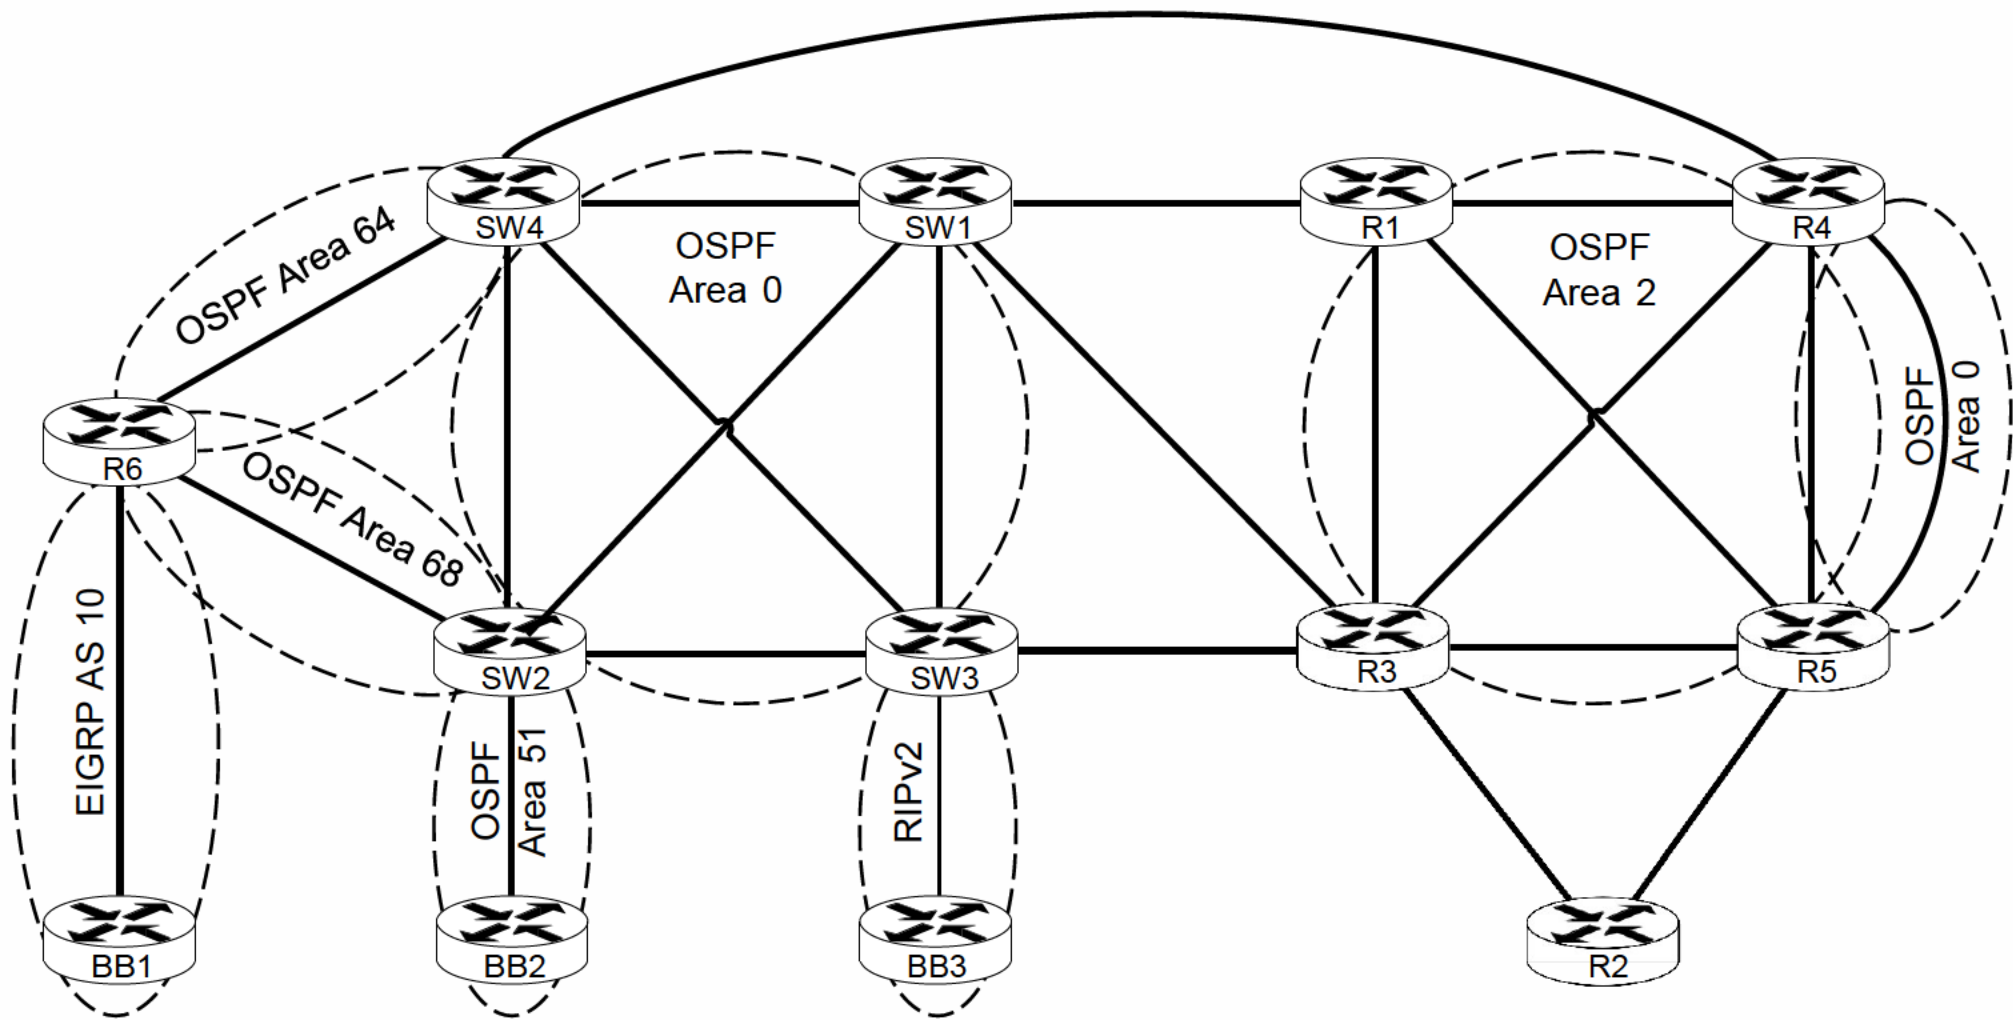 SW4
SW1
R1
R4
OSPF Area 64
OSPF
Area 0
OSPF
Area 2
OSPF
Area 0
R6
OSPF Area 68
SW2
SW3
R3
R5
EIGRP AS 10
OSPF
Area 51
RIPv2
BB1
BB2
BB3
R2